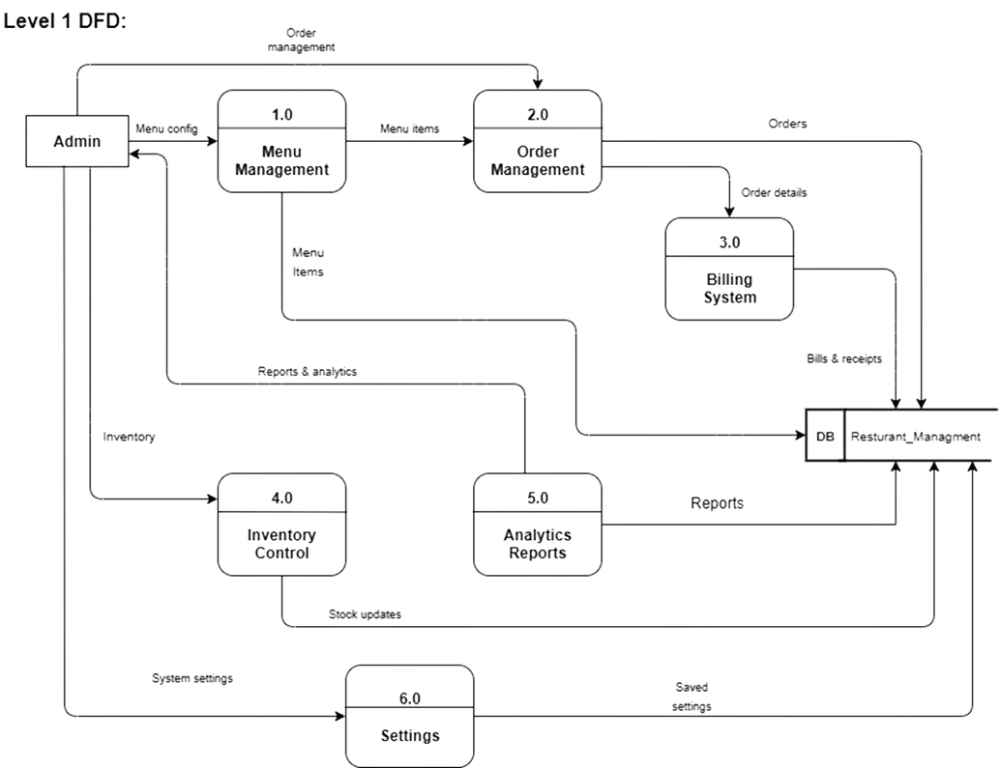 Level 1 DFD:
Order
management
1.0
2.0
Orders
Admin
Menu config
Menu items
Menu
Management
Order
Management
Order details
3.0
Menu
Items
Billing
System
Bills & receipts
Reports & analytics
Inventory
DB
Resturant_Managment
4.0
5.0
Reports
Inventory
Control
Analytics
Reports
Stock updates
System settings
6.0
Saved
settings
Settings